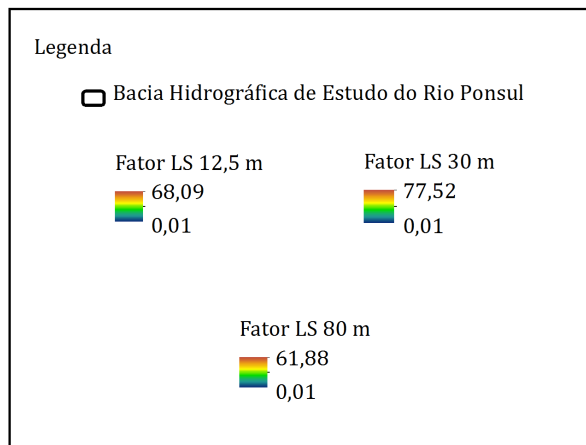 Legenda
Bacia Hidrográfica de Estudo do Rio Ponsul
Fator LS 12,5 m
68,09
0,01
Fator LS 30 m
77,52
0,01
Fator LS 80 m
61,88
0,01